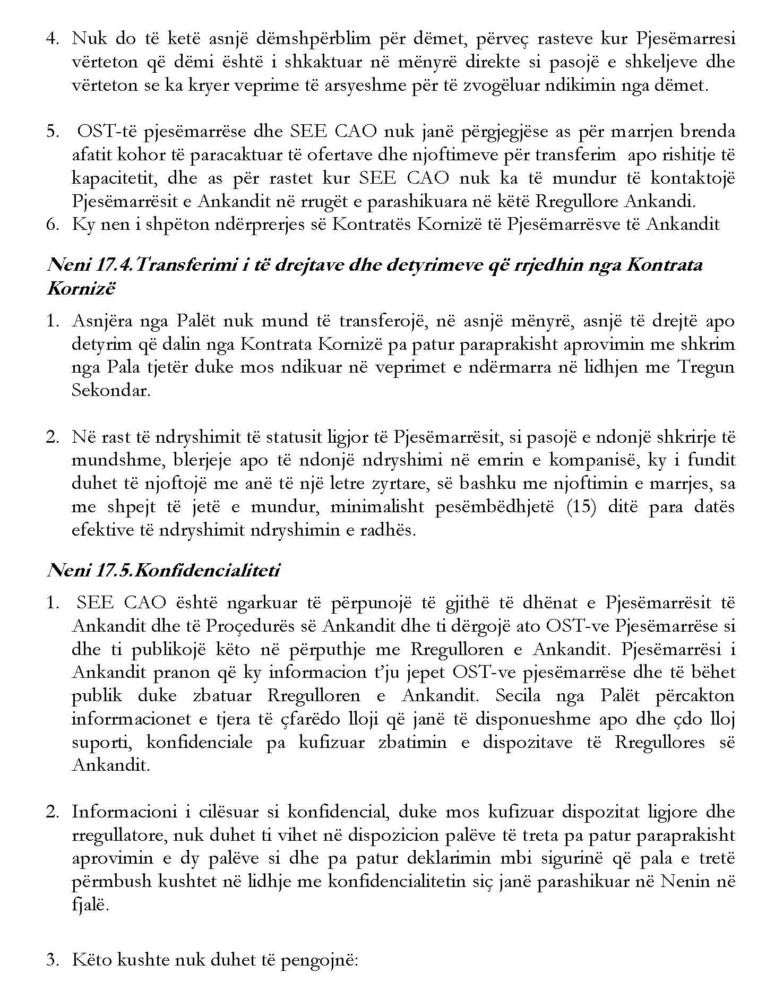 4. Nuk do të ketë asnjë dëmshpërblim për dëmet, përveç rasteve kur Pjesëmarresi
vërteton që dëmi është i shkaktuar në mënyrë direkte si pasojë e shkeljeve dhe
vërteton se ka kryer veprime të arsyeshme për të zvogëluar ndikimin nga dëmet.
5. OST-të pjesëmarrëse dhe SEE CAO nuk janë përgjegjëse as për marrjen brenda
afatit kohor të paracaktuar të ofertave dhe njoftimeve për transferim apo rishitje të
kapacitetit, dhe as për rastet kur SEE CAO nuk ka të mundur të kontaktojë
Pjesëmarrësit e Ankandit në rrugët e parashikuara në këtë Rregullore Ankandi.
6. Ky nen i shpëton ndërprerjes së Kontratës Kornizë të Pjesëmarrësve të Ankandit
Neni 17.4. Transferimi i të drejtave dhe detyrimeve që rrjedhin nga Kontrata
Kornizë
1. Asnjëra nga Palët nuk mund të transferojë, në asnjë mënyrë, asnjë të drejtë apo
detyrim që dalin nga Kontrata Kornizë pa patur paraprakisht aprovimin me shkrim
nga Pala tjetër duke mos ndikuar në veprimet e ndërmarra në lidhjen me Tregun
Sekondar.
2. Në rast të ndryshimit të statusit ligjor të Pjesëmarrësit, si pasojë e ndonjë shkrirje të
mundshme, blerjeje apo të ndonjë ndryshimi në emrin e kompanisë, ky i fundit
duhet të njoftojë me anë të një letre zyrtare, së bashku me njoftimin e marrjes, sa
me shpejt të jetë e mundur, minimalisht pesëmbëdhjetë (15) ditë para datës
efektive të ndryshimit ndryshimin e radhës.
Neni 17.5.Konfidencialiteti
1. SEE CAO është ngarkuar të përpunojë të gjithë të dhënat e Pjesëmarrësit të
Ankandit dhe të Proçedurës së Ankandit dhe ti dërgojë ato OST-ve Pjesëmarrëse si
dhe ti publikojë këto në përputhje me Rregulloren e Ankandit. Pjesëmarrësi i
Ankandit pranon që ky informacion t’ju jepet OST-ve pjesëmarrëse dhe të bëhet
publik duke zbatuar Rregulloren e Ankandit. Secila nga Palët përcakton
inforrmacionet e tjera të çfarëdo lloji që janë të disponueshme apo dhe çdo lloj
suporti, konfidenciale pa kufizuar zbatimin e dispozitave të Rregullores së
Ankandit.
2. Informacioni i cilësuar si konfidencial, duke mos kufizuar dispozitat ligjore dhe
rregullatore, nuk duhet ti vihet në dispozicion palëve të treta pa patur paraprakisht
aprovimin e dy palëve si dhe pa patur deklarimin mbi sigurinë që pala e tretë
përmbush kushtet në lidhje me konfidencialitetin siç janë parashikuar në Nenin në
fjalë.
3. Këto kushte nuk duhet të pengojnë: